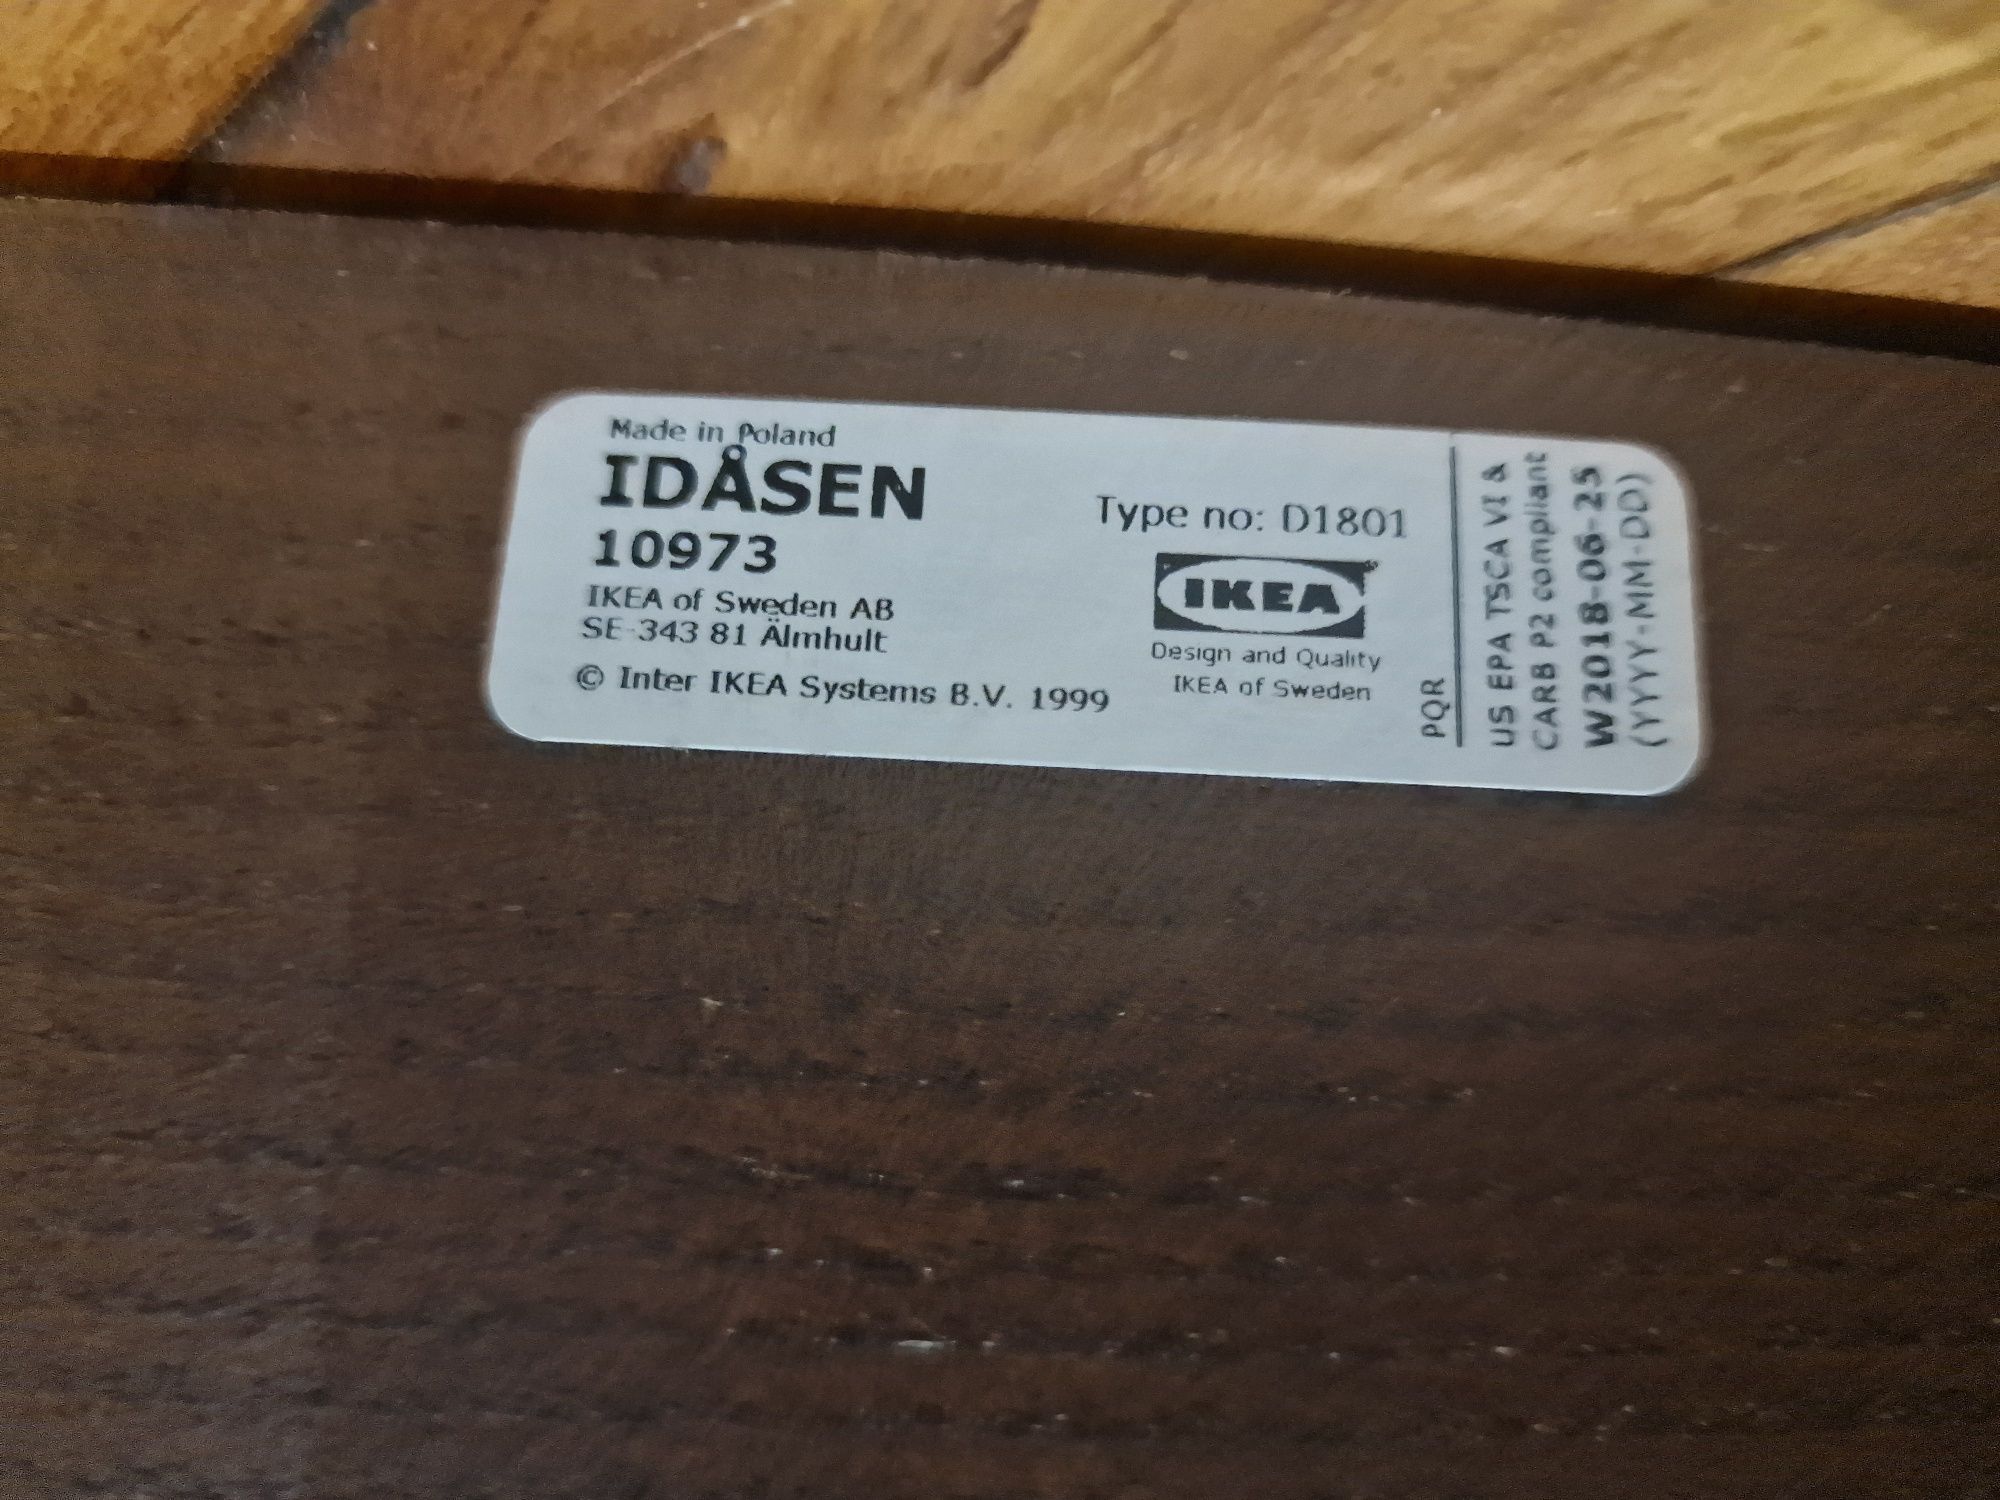 Made in Poland
IDÅSEN
10973
IKEA of Sweden AB
SE-343 81 Älmhult
© Inter IKEA Systems B.V. 1999
Type no: D1801
IKEA®
Design and Quality
IKEA of Sweden
PQR
US EPA TSCA VI &
CARB P2 compliant
W2018-06-25
(YYYY-MM-DD)